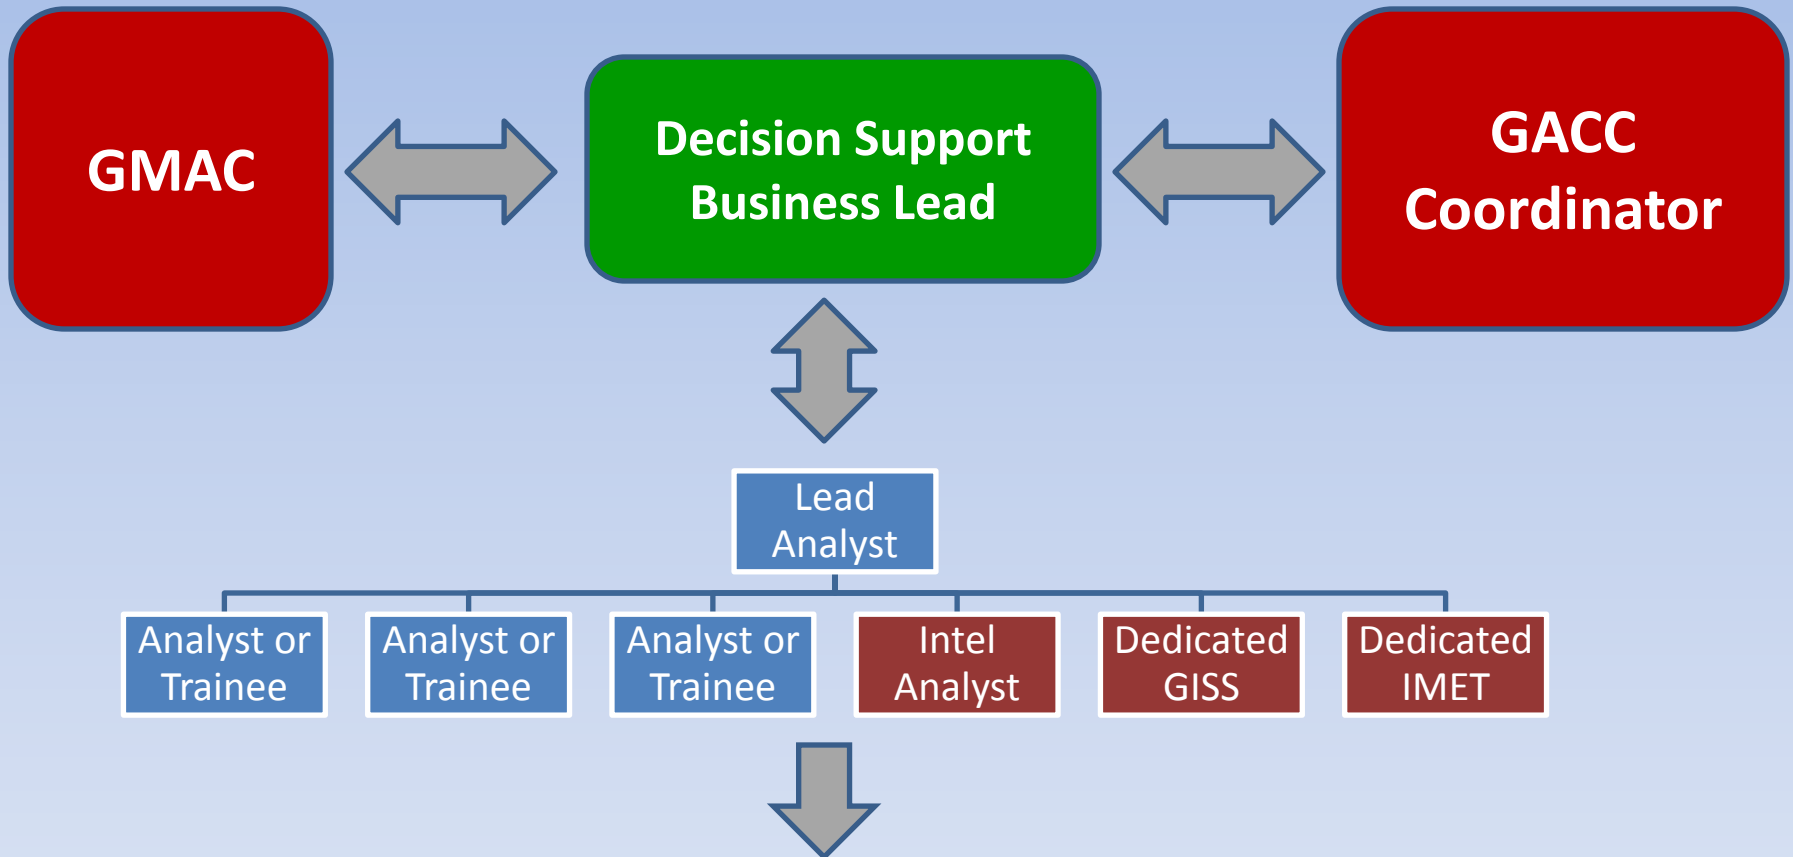 GMAC
Decision Support
Business Lead
GACC
Coordinator
Lead
Analyst
Analyst or
Trainee
Analyst or
Trainee
Analyst or
Trainee
Intel
Analyst
Dedicated
GISS
Dedicated
IMET